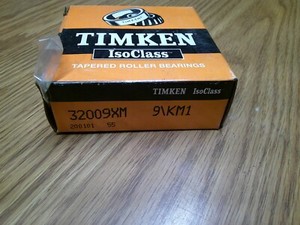 TIMKEN
IsoClass
TAPERED ROLLER BEARINGS
TIMKEN IsoClass
32009XM 9\KM1